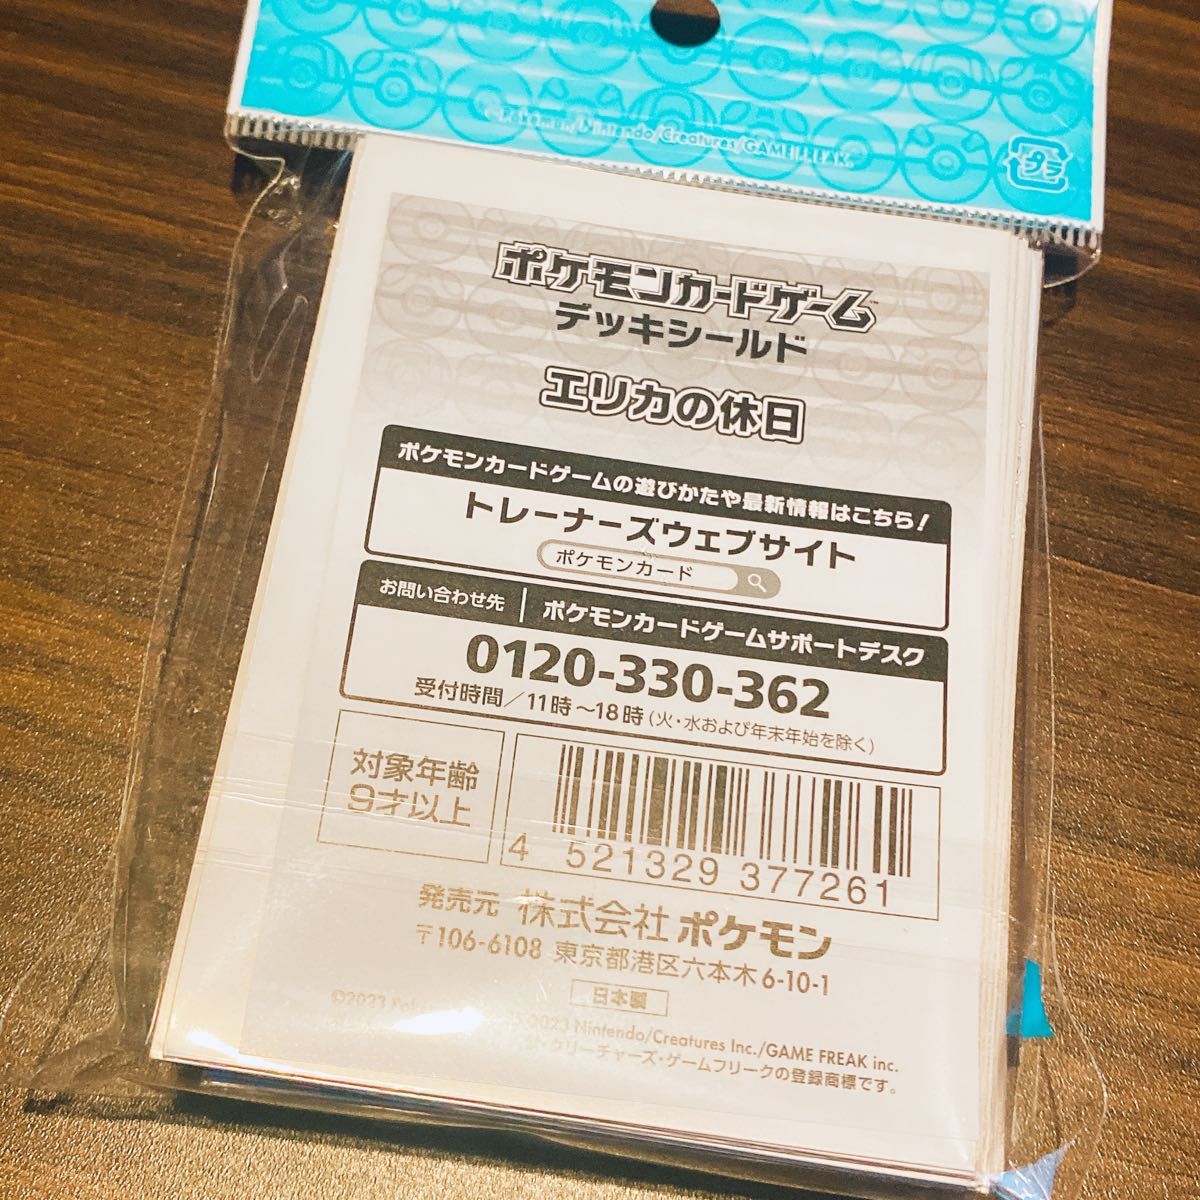 ©Pokémon/Nintendo/Creatures/GAME FREAK.
プラ
ポケモンカードゲーム™
デッキシールド
エリカの休日
ポケモンカードゲームの遊びかたや最新情報はこちら!
トレーナーズウェブサイト
ポケモンカード
お問い合わせ先 ポケモンカードゲームサポートデスク
0120-330-362
受付時間/11時～18時(火・水および年末年始を除く)
対象年齢
9才以上
4 521329 377261
発売元 株式会社ポケモン
〒106-6108 東京都港区六本木6-10-1
日本製
©2023 2023 Nintendo/Creatures Inc./GAME FREAK inc.
クリーチャーズ・ゲームフリークの登録商標です。